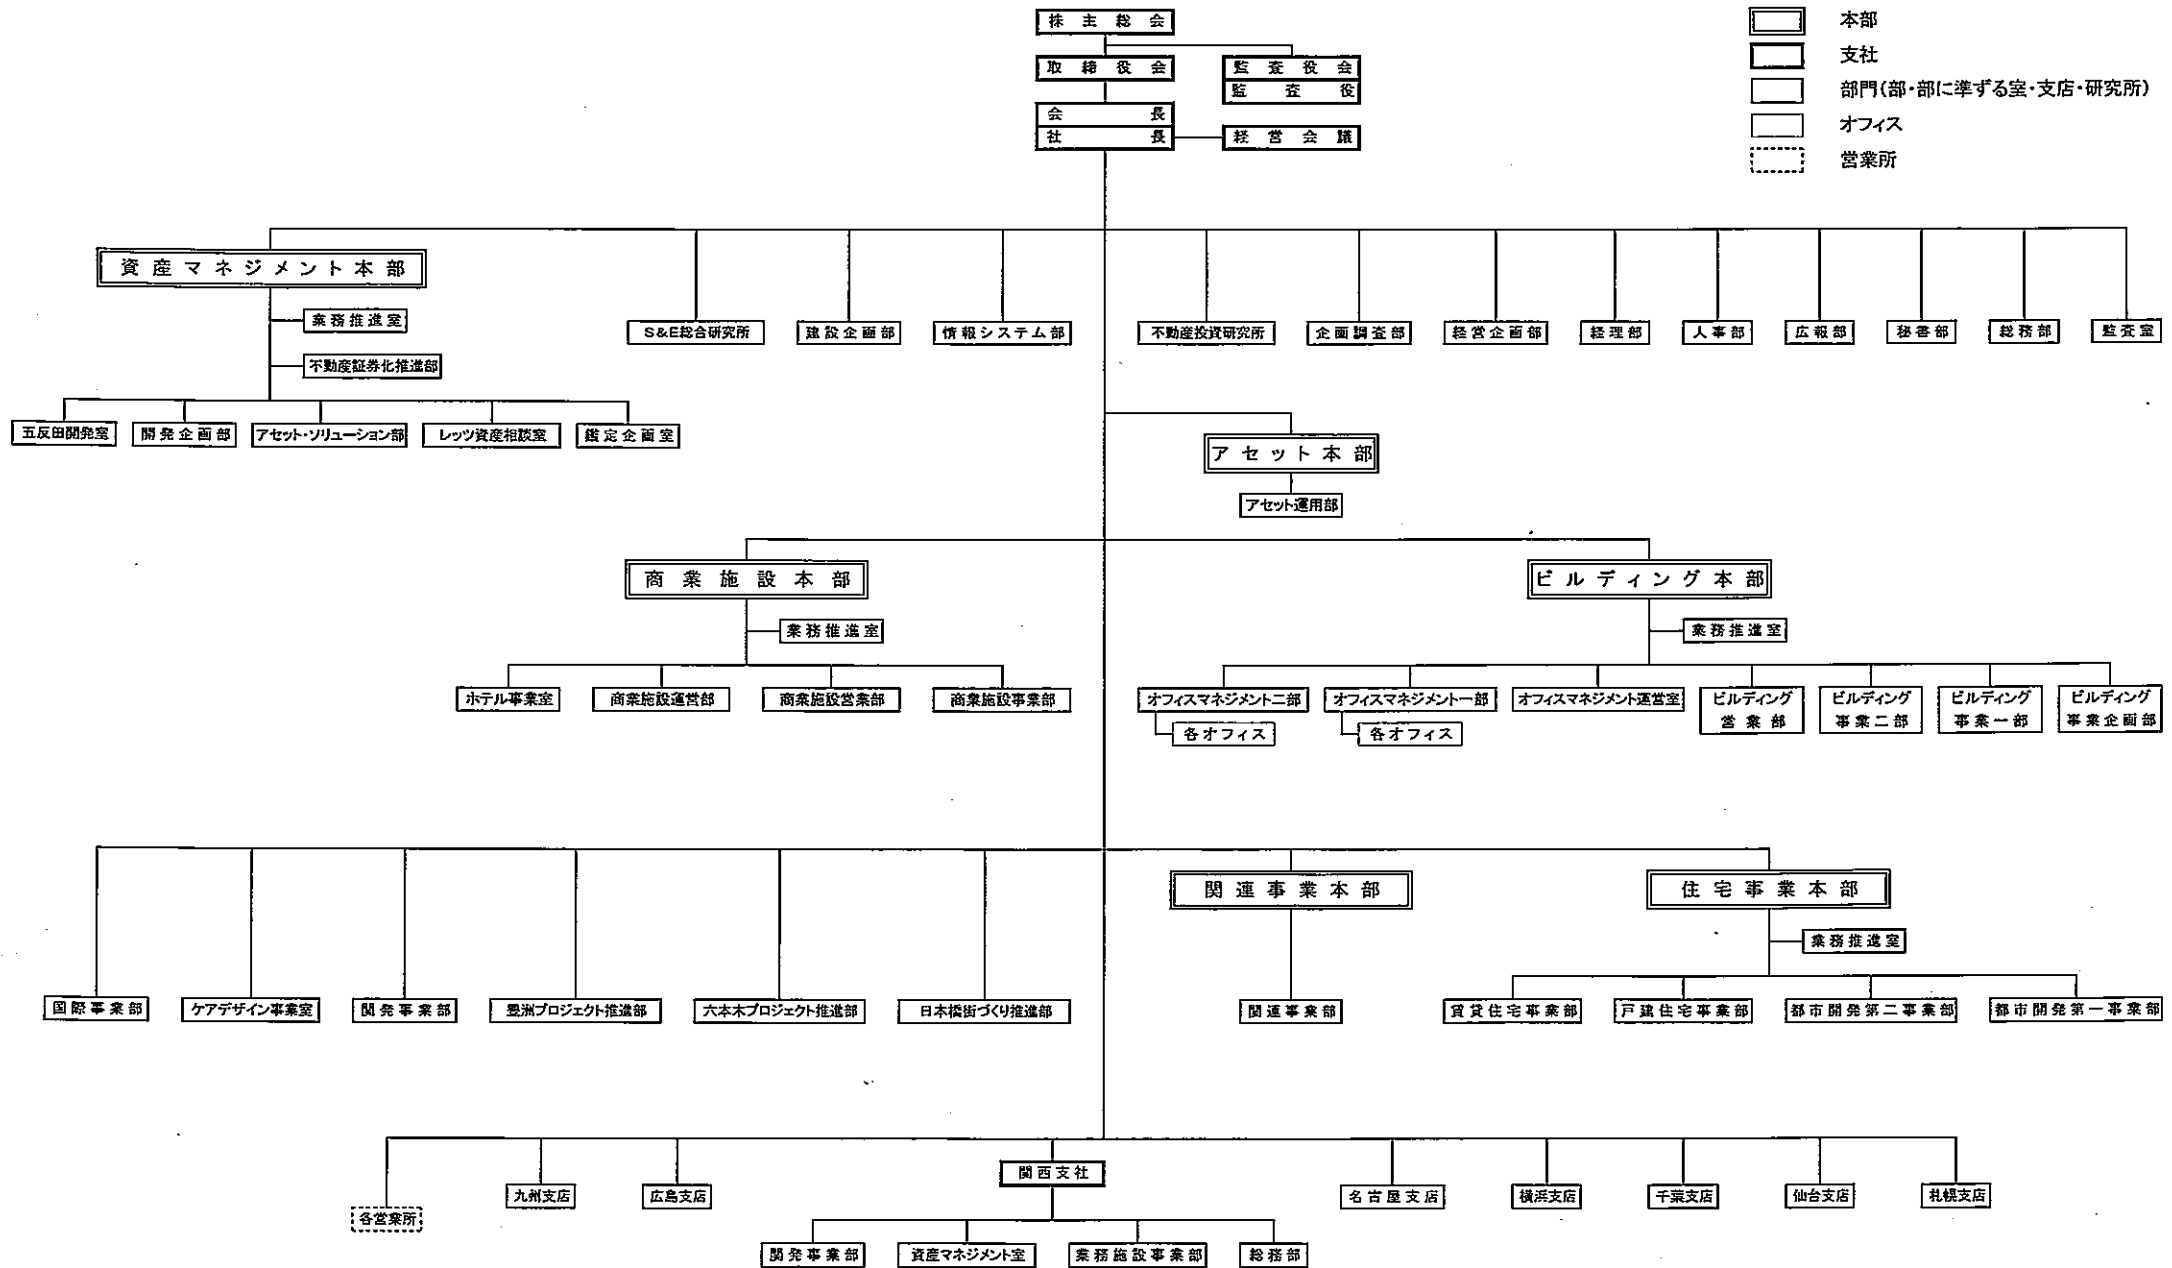 株主総会
取締役会
監査役会
監査役
会長
社長
経営会議
本部
支社
部門(部・部に準ずる室・支店・研究所)
オフィス
営業所
資産マネジメント本部
業務推進室
不動産証券化推進部
五反田開発室
開発企画部
アセット・ソリューション部
レッツ資産相談室
鑑定企画室
S&E総合研究所
建設企画部
情報システム部
不動産投資研究所
企画調査部
経営企画部
経理部
人事部
広報部
秘書部
総務部
監査室
アセット本部
アセット運用部
商業施設本部
業務推進室
ホテル事業室
商業施設運営部
商業施設営業部
商業施設事業部
ビルディング本部
業務推進室
オフィスマネジメント二部
各オフィス
オフィスマネジメント一部
各オフィス
オフィスマネジメント運営室
ビルディング
営業部
ビルディング
事業二部
ビルディング
事業一部
ビルディング
事業企画部
国際事業部
ケアデザイン事業室
開発事業部
豊洲プロジェクト推進部
六本木プロジェクト推進部
日本橋街づくり推進部
関連事業本部
関連事業部
住宅事業本部
業務推進室
賃貸住宅事業部
戸建住宅事業部
都市開発第二事業部
都市開発第一事業部
各営業所
九州支店
広島支店
関西支社
開発事業部
資産マネジメント室
業務施設事業部
総務部
名古屋支店
横浜支店
千葉支店
仙台支店
札幌支店